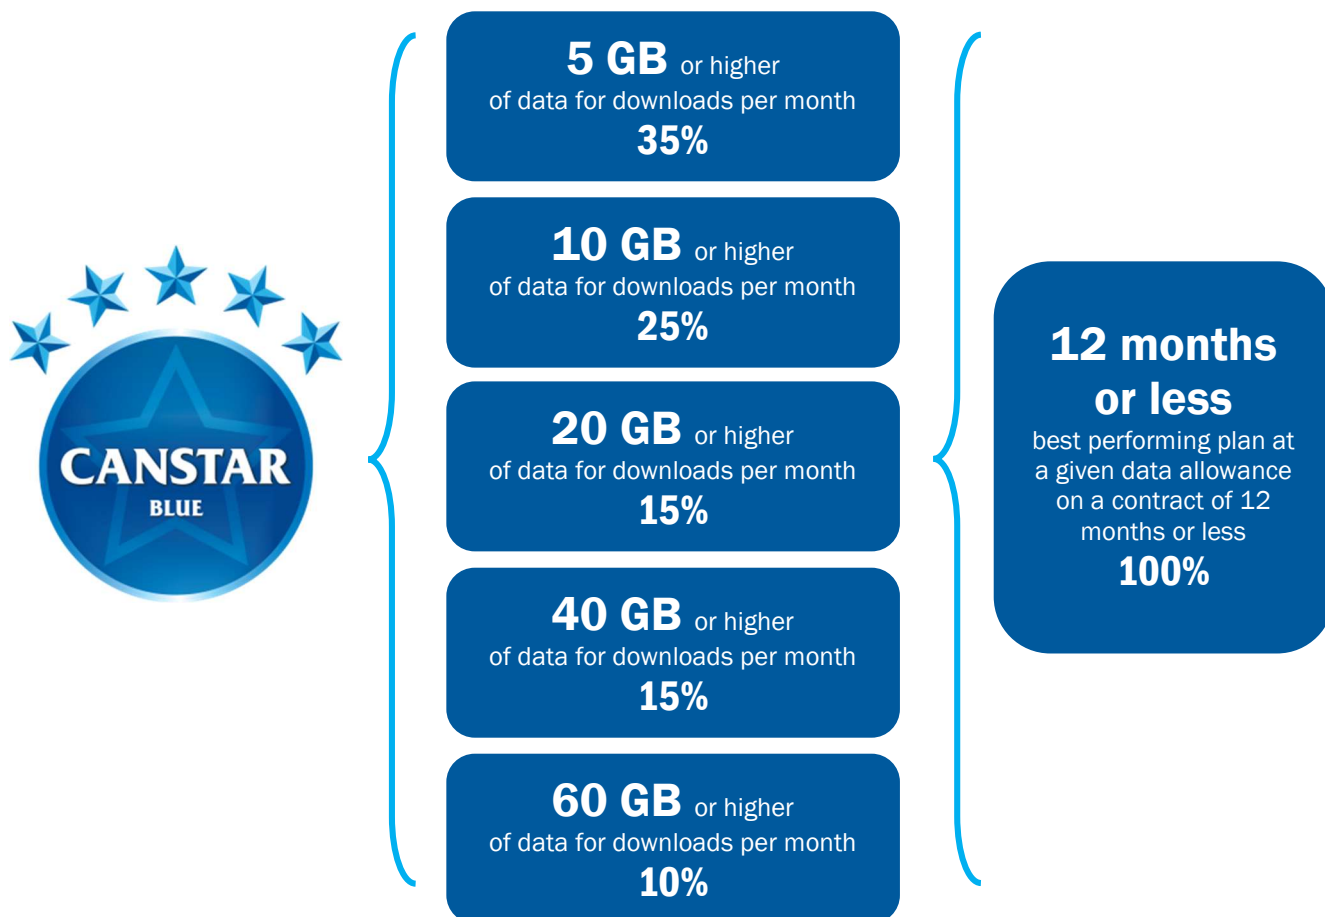 CANSTAR
BLUE
5 GB or higher
of data for downloads per month
35%
10 GB or higher
of data for downloads per month
25%
20 GB or higher
of data for downloads per month
15%
40 GB or higher
of data for downloads per month
15%
60 GB or higher
of data for downloads per month
10%
12 months
or less
best performing plan at
a given data allowance
on a contract of 12
months or less
100%